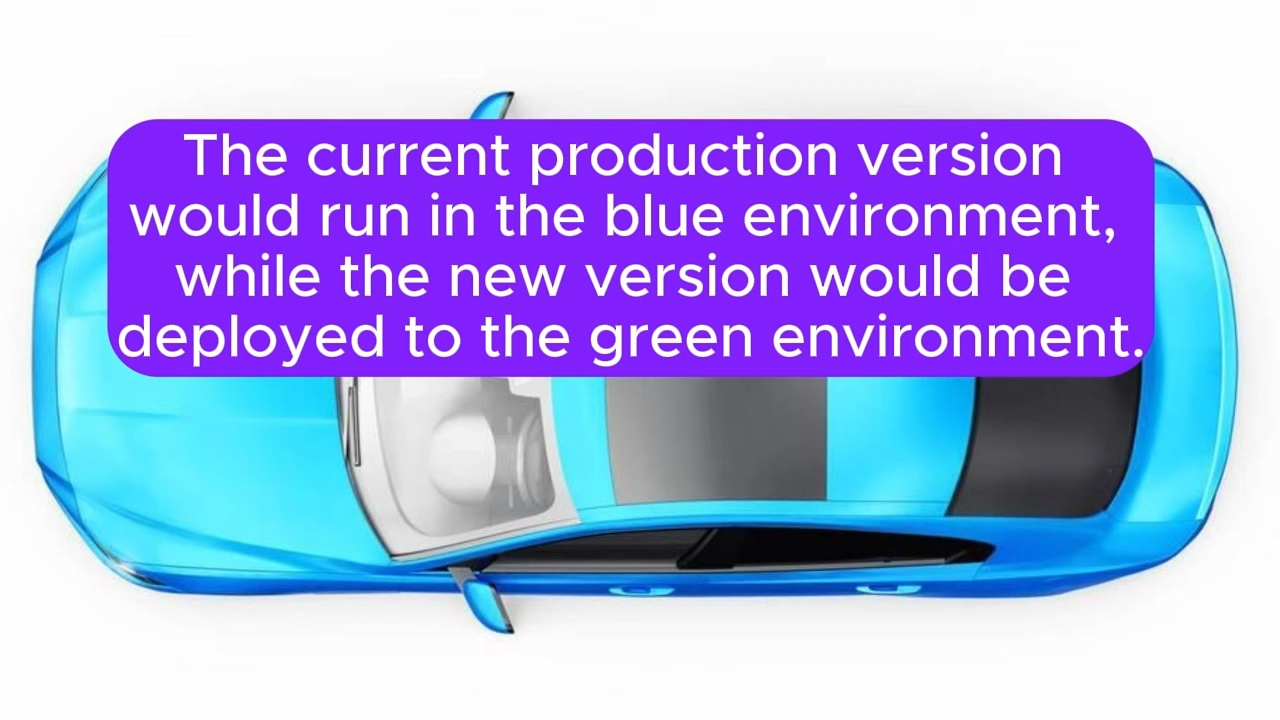 The current production version
would run in the blue environment,
while the new version would be
deployed to the green environment.